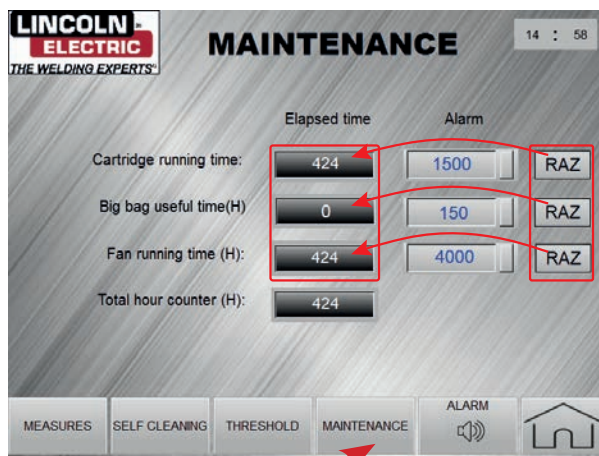 LINCOLN
ELECTRIC
THE WELDING EXPERTS®
MAINTENANCE
14 : 58
Elapsed time Alarm
Cartridge running time: 424 1500 RAZ
Big bag useful time(H) 0 150 RAZ
Fan running time (H): 424 4000 RAZ
Total hour counter (H): 424
MEASURES SELF CLEANING THRESHOLD MAINTENANCE ALARM